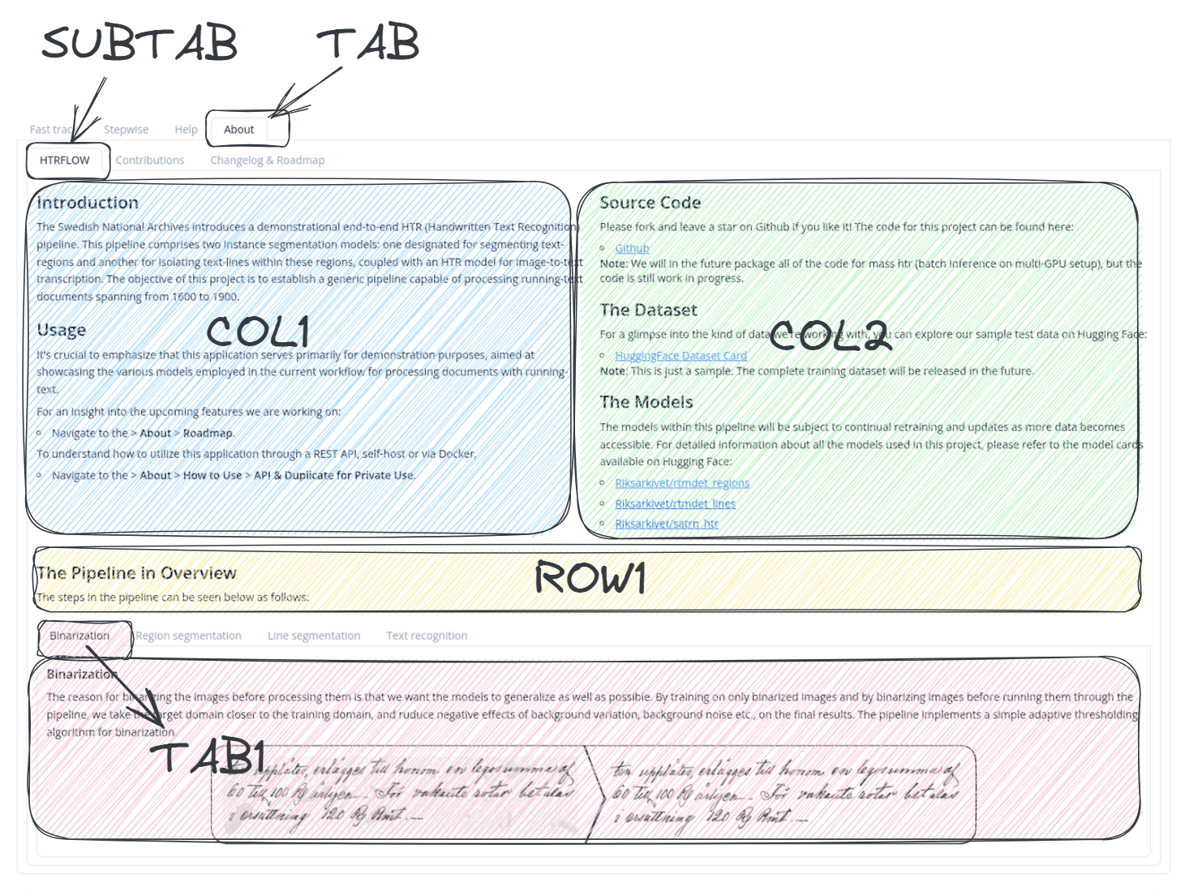 SUBTAB TAB
Fast trac Stepwise Help About
HTRFLOW Contributions Changelog & Roadmap
Introduction
The Swedish National Archives introduces a demonstrational end-to-end HTR (Handwritten Text Recognition)
pipeline. This pipeline comprises two instance segmentation models: one designated for segmenting text-
regions and another for isolating text-lines within these regions, coupled with an HTR model for image-to-text
transcription. The objective of this project is to establish a generic pipeline capable of processing running-text
documents spanning from 1600 to 1900.
Usage
COL1
It's crucial to emphasize that this application serves primarily for demonstration purposes, aimed at
showcasing the various models employed in the current workflow for processing documents with running-
text.
For an insight into the upcoming features we are working on:
Navigate to the > About > Roadmap.
To understand how to utilize this application through a REST API, self-host or via Docker,
Navigate to the > About > How to Use > API & Duplicate for Private Use.
Source Code
Please fork and leave a star on Github if you like it! The code for this project can be found here:
Github
Note: We will in the future package all of the code for mass htr (batch inference on multi-GPU setup), but the
code is still work in progress.
The Dataset
For a glimpse into the kind of data we're working with, you can explore our sample test data on Hugging Face:
COL2
HuggingFace Dataset Card
Note: This is just a sample. The complete training dataset will be released in the future.
The Models
The models within this pipeline will be subject to continual retraining and updates as more data becomes
accessible. For detailed information about all the models used in this project, please refer to the model cards
available on Hugging Face:
Riksarkivet/rtmdet_regions
Riksarkivet/rtmdet_lines
Riksarkivet/satrn_htr
The Pipeline in Overview
ROW1
The steps in the pipeline can be seen below as follows:
Binarization Region segmentation Line segmentation Text recognition
Binarization
The reason for binarizing the images before processing them is that we want the models to generalize as well as possible. By training on only binarized images and by binarizing images before running them through the
pipeline, we take the target domain closer to the training domain, and ruduce negative effects of background variation, background noise etc., on the final results. The pipeline implements a simple adaptive thresholding
algorithm for binarization.
TAB1
erlägges till honom en legosumma af
60 till 100 årligen. För vakante rotar betalas
ersättning 120
erlägges till honom en legosumma af
60 till 100 årligen. För vakante rotar betalas
ersättning 120